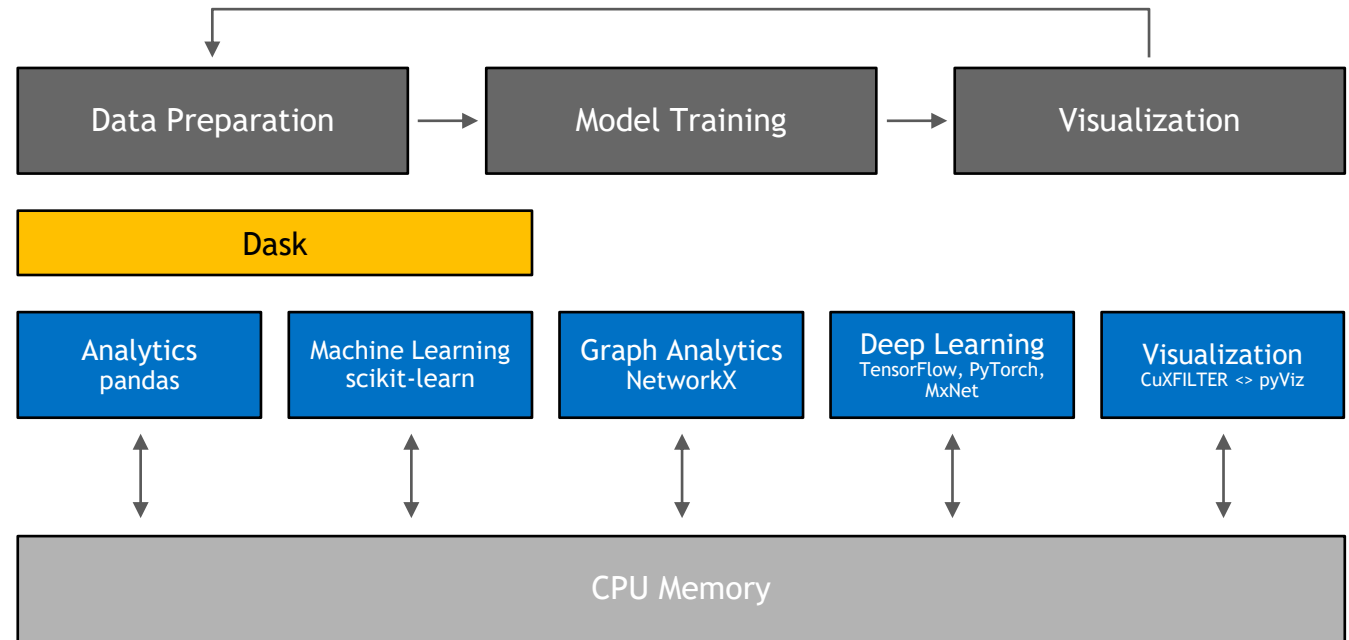 Data Preparation
Model Training
Visualization
Dask
Analytics
pandas
Machine Learning
scikit-learn
Graph Analytics
NetworkX
Deep Learning
TensorFlow, PyTorch,
MxNet
Visualization
CuXFILTER <> pyViz
CPU Memory